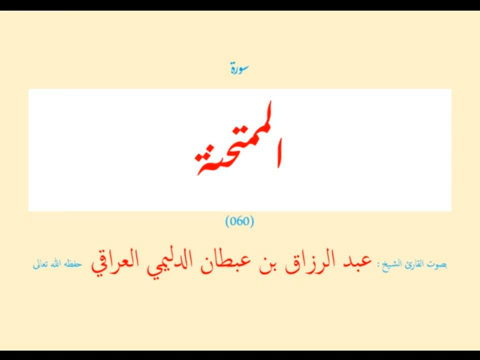 سورة
الممتحنة
(060)
بصوت القارئ الشيخ : عبد الرزاق بن عبطان الدليمي العراقي حفظه الله تعالى